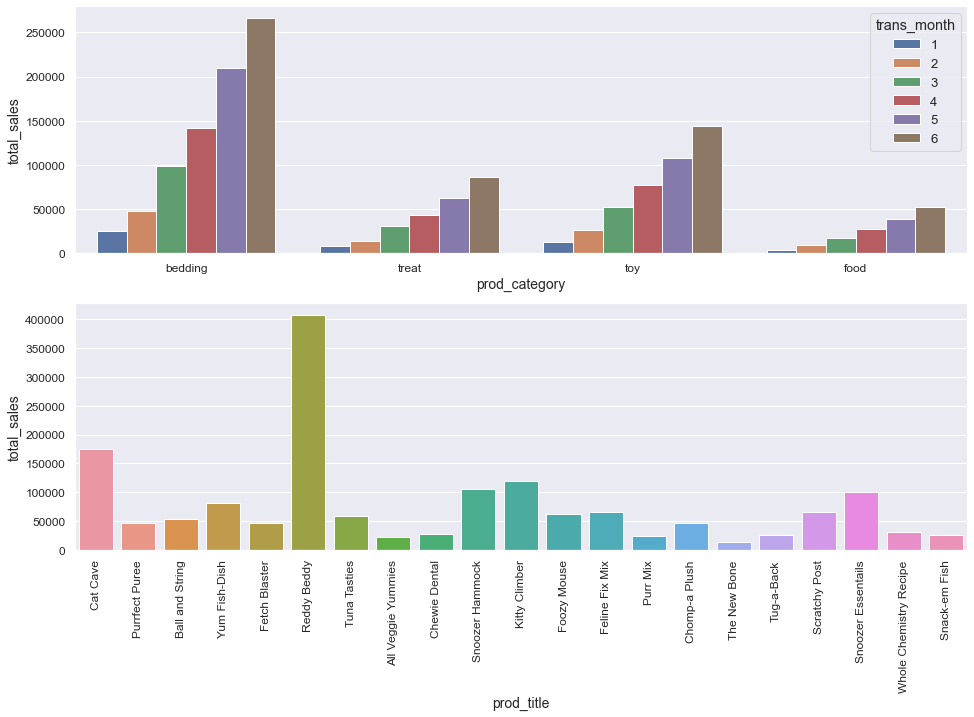 250000
200000
150000
100000
50000
0
total_sales
trans_month
1
2
3
4
5
6
bedding treat toy food
prod_category
400000
350000
300000
250000
200000
150000
100000
50000
0
total_sales
Cat Cave
Purrfect Puree
Ball and String
Yum Fish-Dish
Fetch Blaster
Reddy Beddy
Tuna Tasties
All Veggie Yummies
Chewie Dental
Snoozer Hammock
Kitty Climber
Foozy Mouse
Feline Fix Mix
Purr Mix
Chomp-a Plush
The New Bone
Tug-a-Back
Scratchy Post
Snoozer Essentails
Whole Chemistry Recipe
Snack-em Fish
prod_title